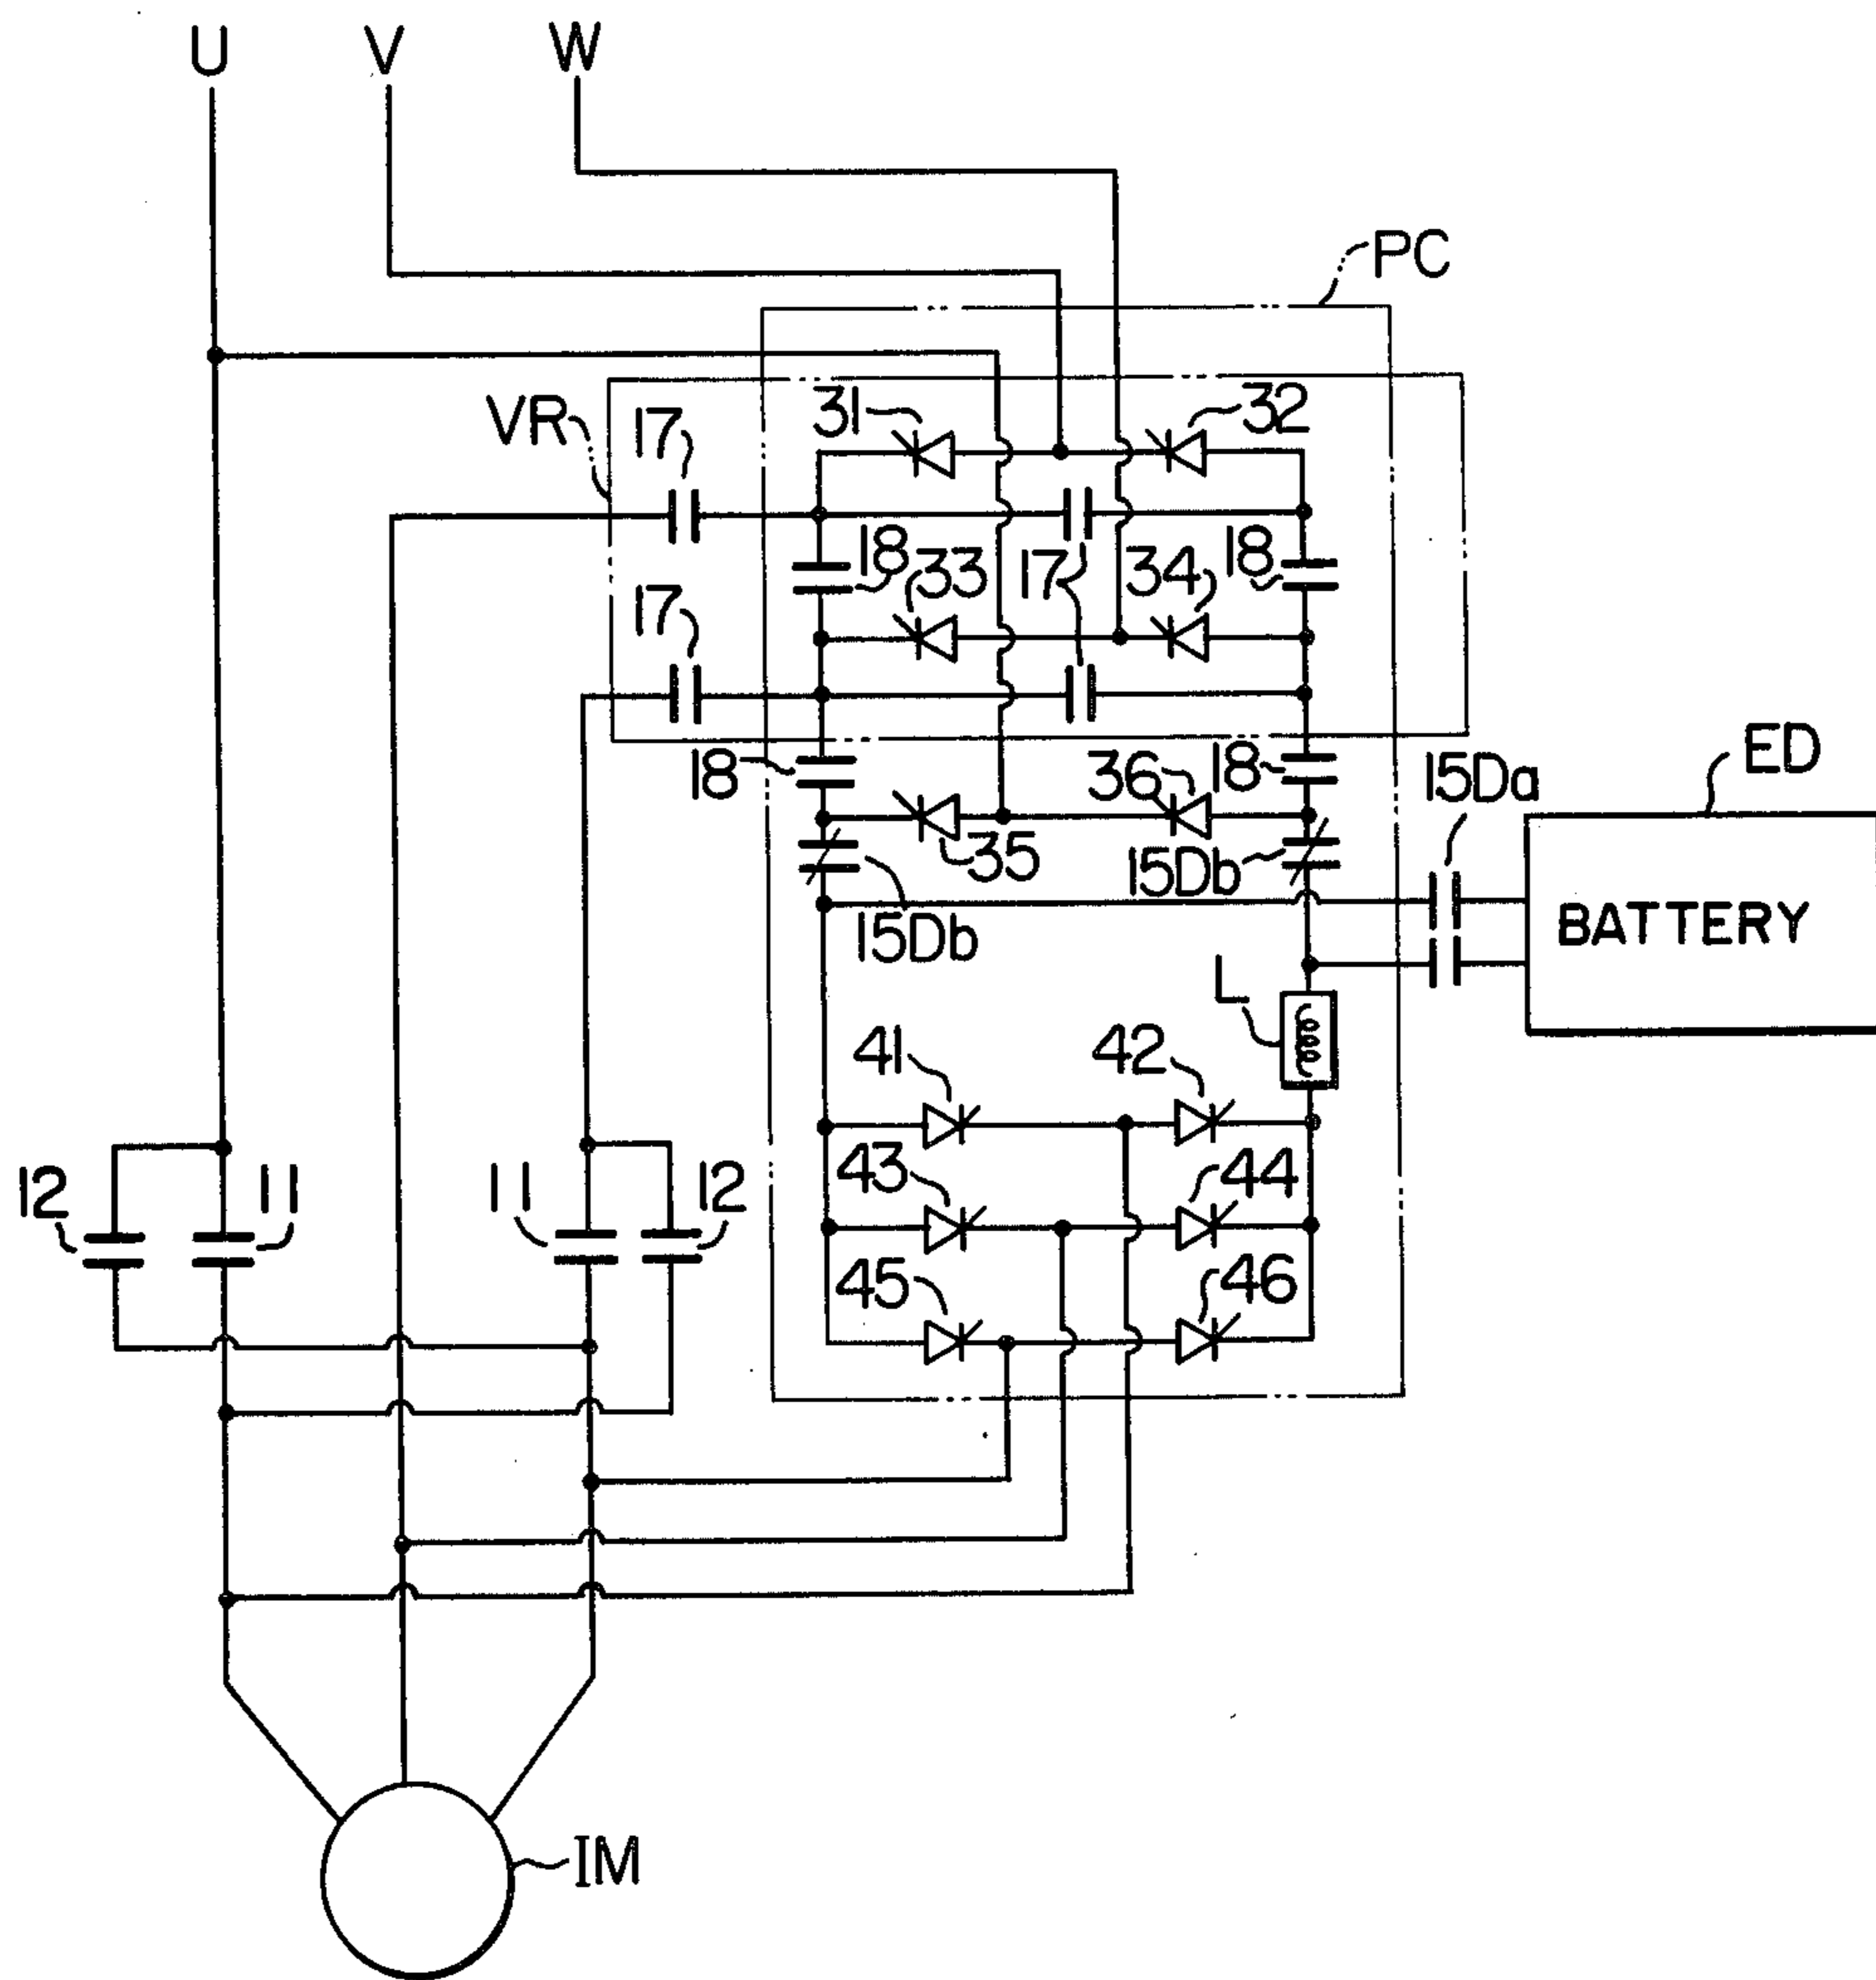 U V W
PC
VR 17 31 32
18 33 17 34 18
17
18 36 18 15Da ED
35 15Db
15Db BATTERY
L
41 42
43 44
12 11 11 12
45 46
IM